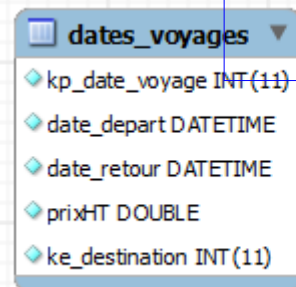 dates_voyages
kp_date_voyage INT(11)
date_depart DATETIME
date_retour DATETIME
prixHT DOUBLE
ke_destination INT(11)